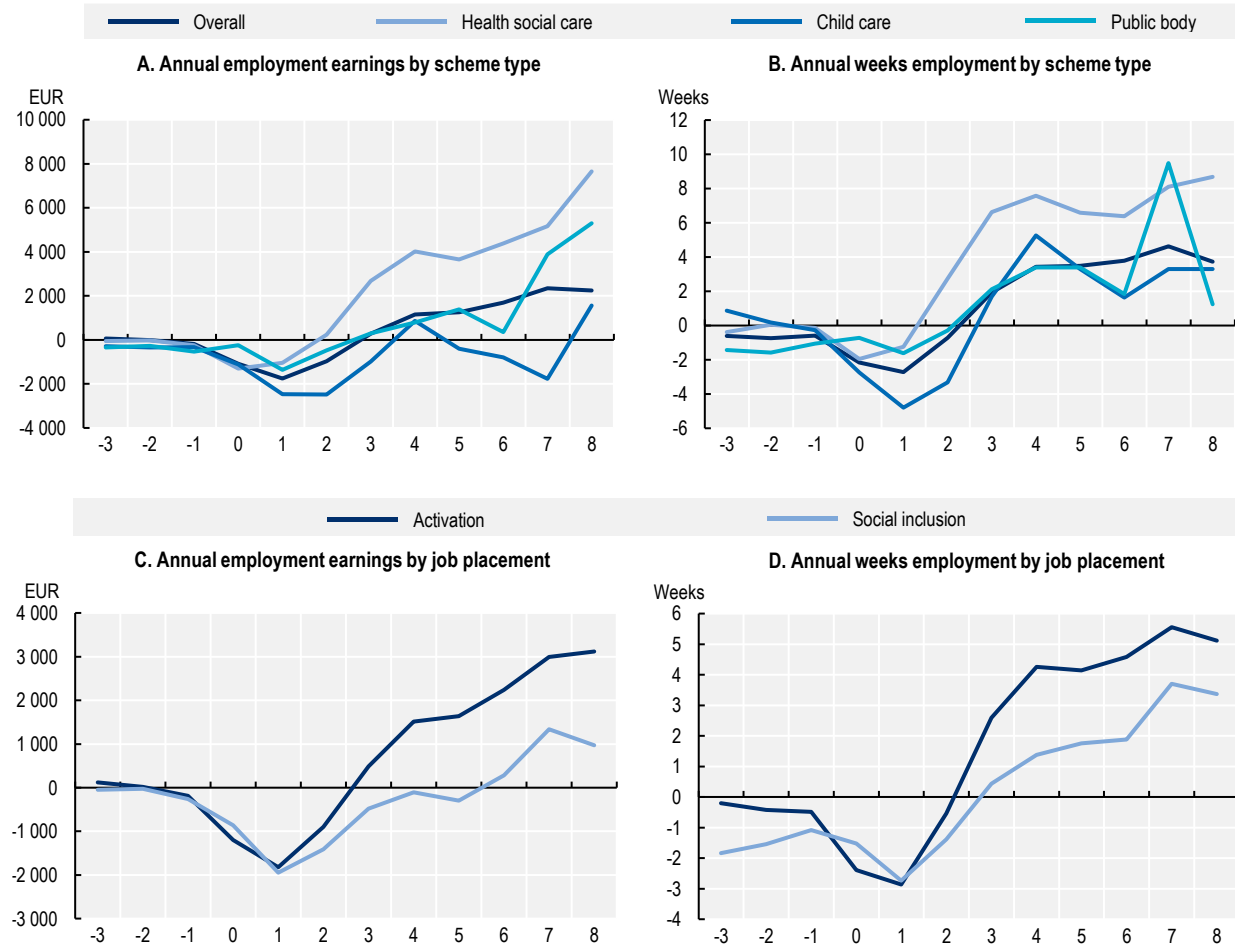 Overall Health social care Child care Public body
A. Annual employment earnings by scheme type
EUR
10 000
8 000
6 000
4 000
2 000
0
-2 000
-4 000
-3 -2 -1 0 1 2 3 4 5 6 7 8
B. Annual weeks employment by scheme type
Weeks
12
10
8
6
4
2
0
-2
-4
-6
-3 -2 -1 0 1 2 3 4 5 6 7 8
Activation Social inclusion
C. Annual employment earnings by job placement
EUR
4 000
3 000
2 000
1 000
0
-1 000
-2 000
-3 000
-3 -2 -1 0 1 2 3 4 5 6 7 8
D. Annual weeks employment by job placement
Weeks
6
5
4
3
2
1
0
-1
-2
-3
-4
-3 -2 -1 0 1 2 3 4 5 6 7 8